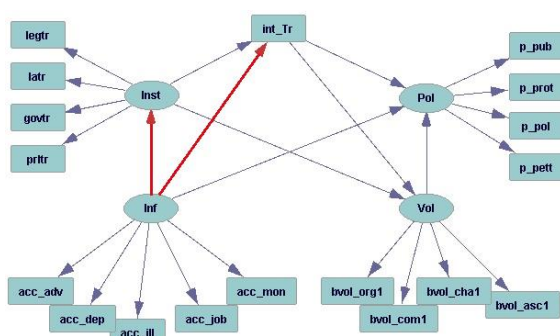 int_Tr
legtr
latr
govtr
prltr
Inst
Pol
p_pub
p_prot
p_pol
p_pett
Inf
Vol
acc_adv
acc_dep
acc_ill
acc_job
acc_mon
bvol_org1
bvol_com1
bvol_cha1
bvol_asc1